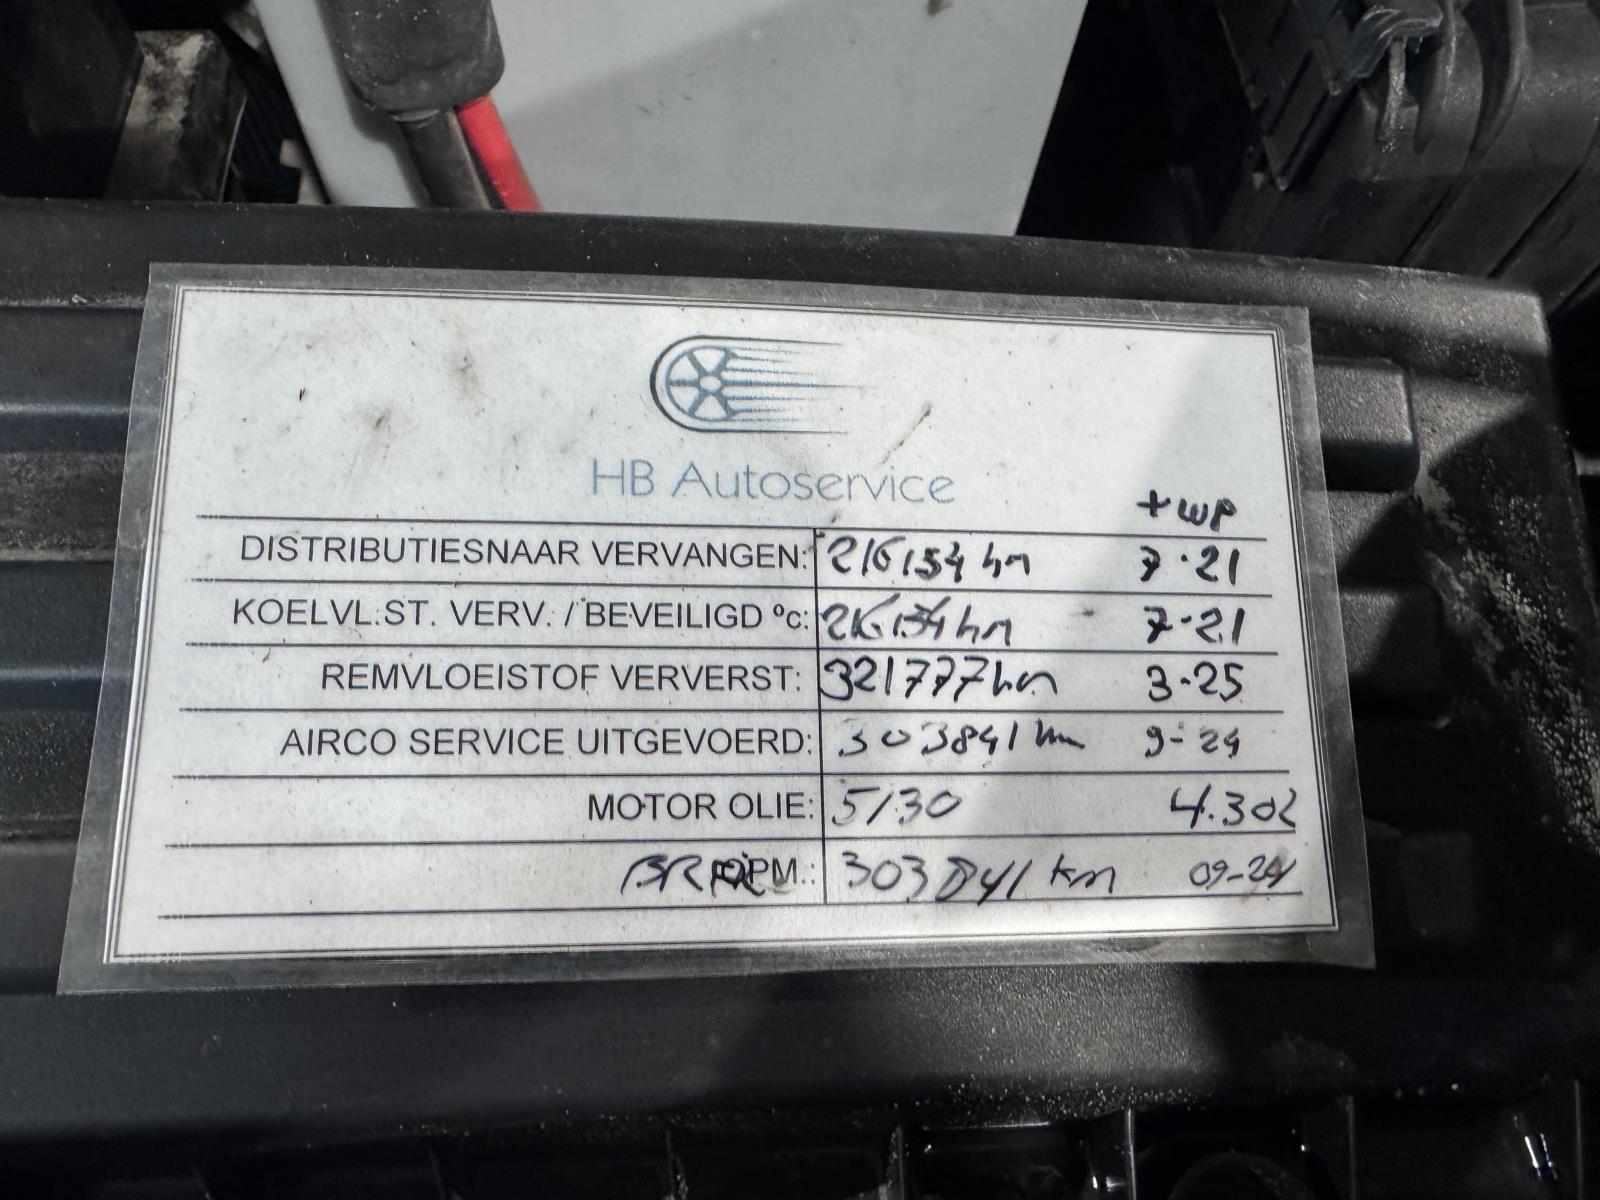 HB Autoservice
+ WP
DISTRIBUTIESNAAR VERVANGEN: 216154 km 7-21
KOELVL.ST. VERV. / BEVEILIGD ºc: 216154 km 7-21
REMVLOEISTOF VERVERST: 321777 km 3-25
AIRCO SERVICE UITGEVOERD: 303841 km 9-24
MOTOR OLIE: 5/30 4.30L
OPM.: 303841 km 09-24